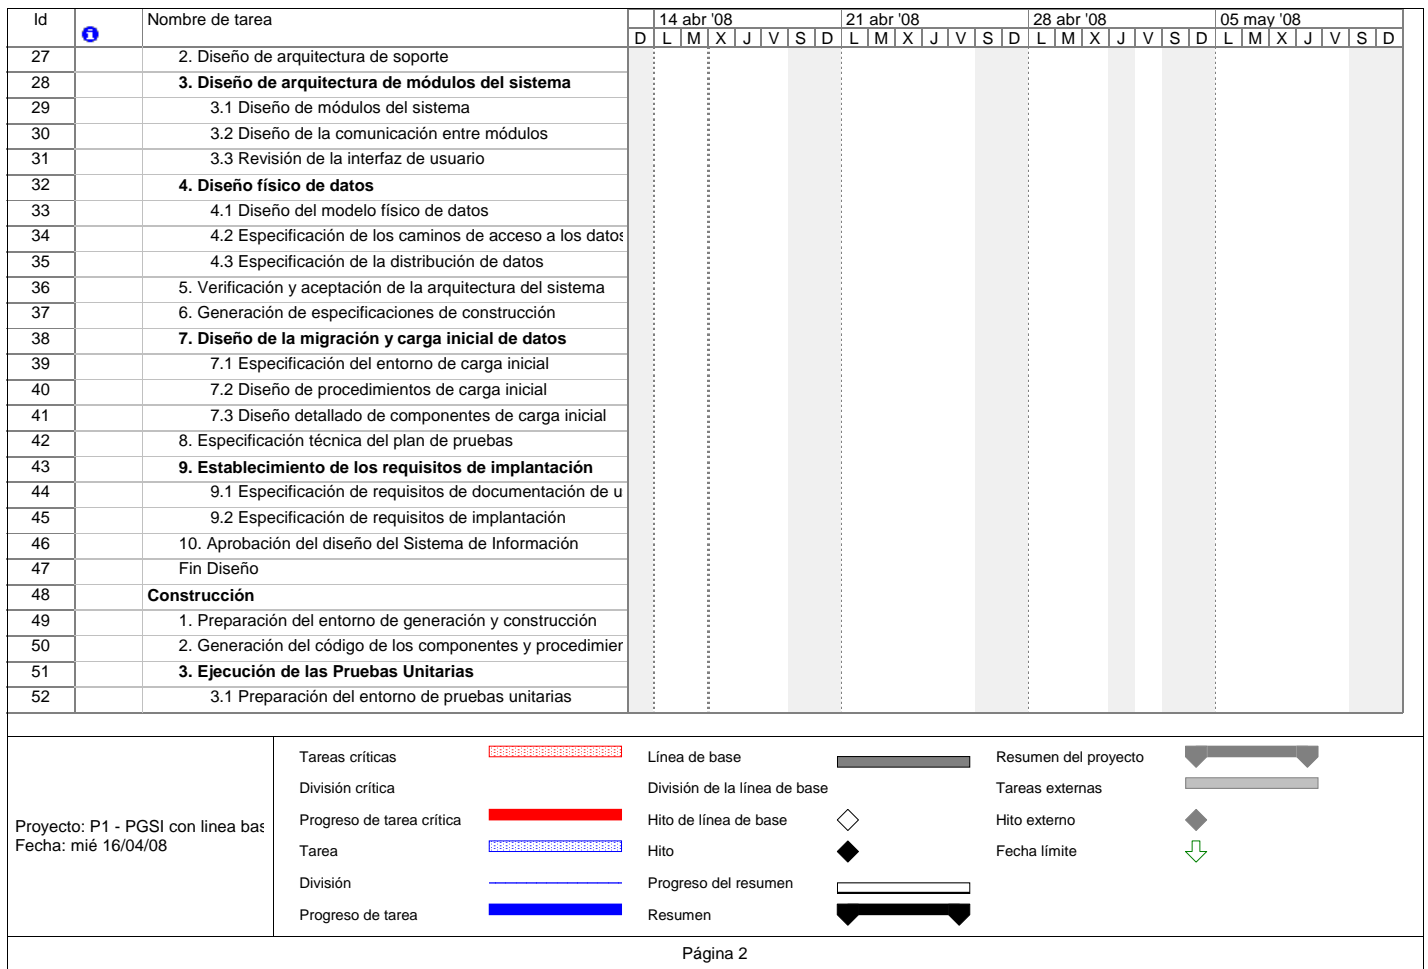 Id Nombre de tarea 14 abr '08 21 abr '08 28 abr '08 05 may '08
D L M X J V S D L M X J V S D L M X J V S D L M X J V S D
27 2. Diseño de arquitectura de soporte
28 3. Diseño de arquitectura de módulos del sistema
29 3.1 Diseño de módulos del sistema
30 3.2 Diseño de la comunicación entre módulos
31 3.3 Revisión de la interfaz de usuario
32 4. Diseño físico de datos
33 4.1 Diseño del modelo físico de datos
34 4.2 Especificación de los caminos de acceso a los datos
35 4.3 Especificación de la distribución de datos
36 5. Verificación y aceptación de la arquitectura del sistema
37 6. Generación de especificaciones de construcción
38 7. Diseño de la migración y carga inicial de datos
39 7.1 Especificación del entorno de carga inicial
40 7.2 Diseño de procedimientos de carga inicial
41 7.3 Diseño detallado de componentes de carga inicial
42 8. Especificación técnica del plan de pruebas
43 9. Establecimiento de los requisitos de implantación
44 9.1 Especificación de requisitos de documentación de u
45 9.2 Especificación de requisitos de implantación
46 10. Aprobación del diseño del Sistema de Información
47 Fin Diseño
48 Construcción
49 1. Preparación del entorno de generación y construcción
50 2. Generación del código de los componentes y procedimier
51 3. Ejecución de las Pruebas Unitarias
52 3.1 Preparación del entorno de pruebas unitarias
Proyecto: P1 - PGSI con linea bas
Fecha: mié 16/04/08
Tareas críticas
División crítica
Progreso de tarea crítica
Tarea
División
Progreso de tarea
Línea de base
División de la línea de base
Hito de línea de base
Hito
Progreso del resumen
Resumen
Resumen del proyecto
Tareas externas
Hito externo
Fecha límite
Página 2